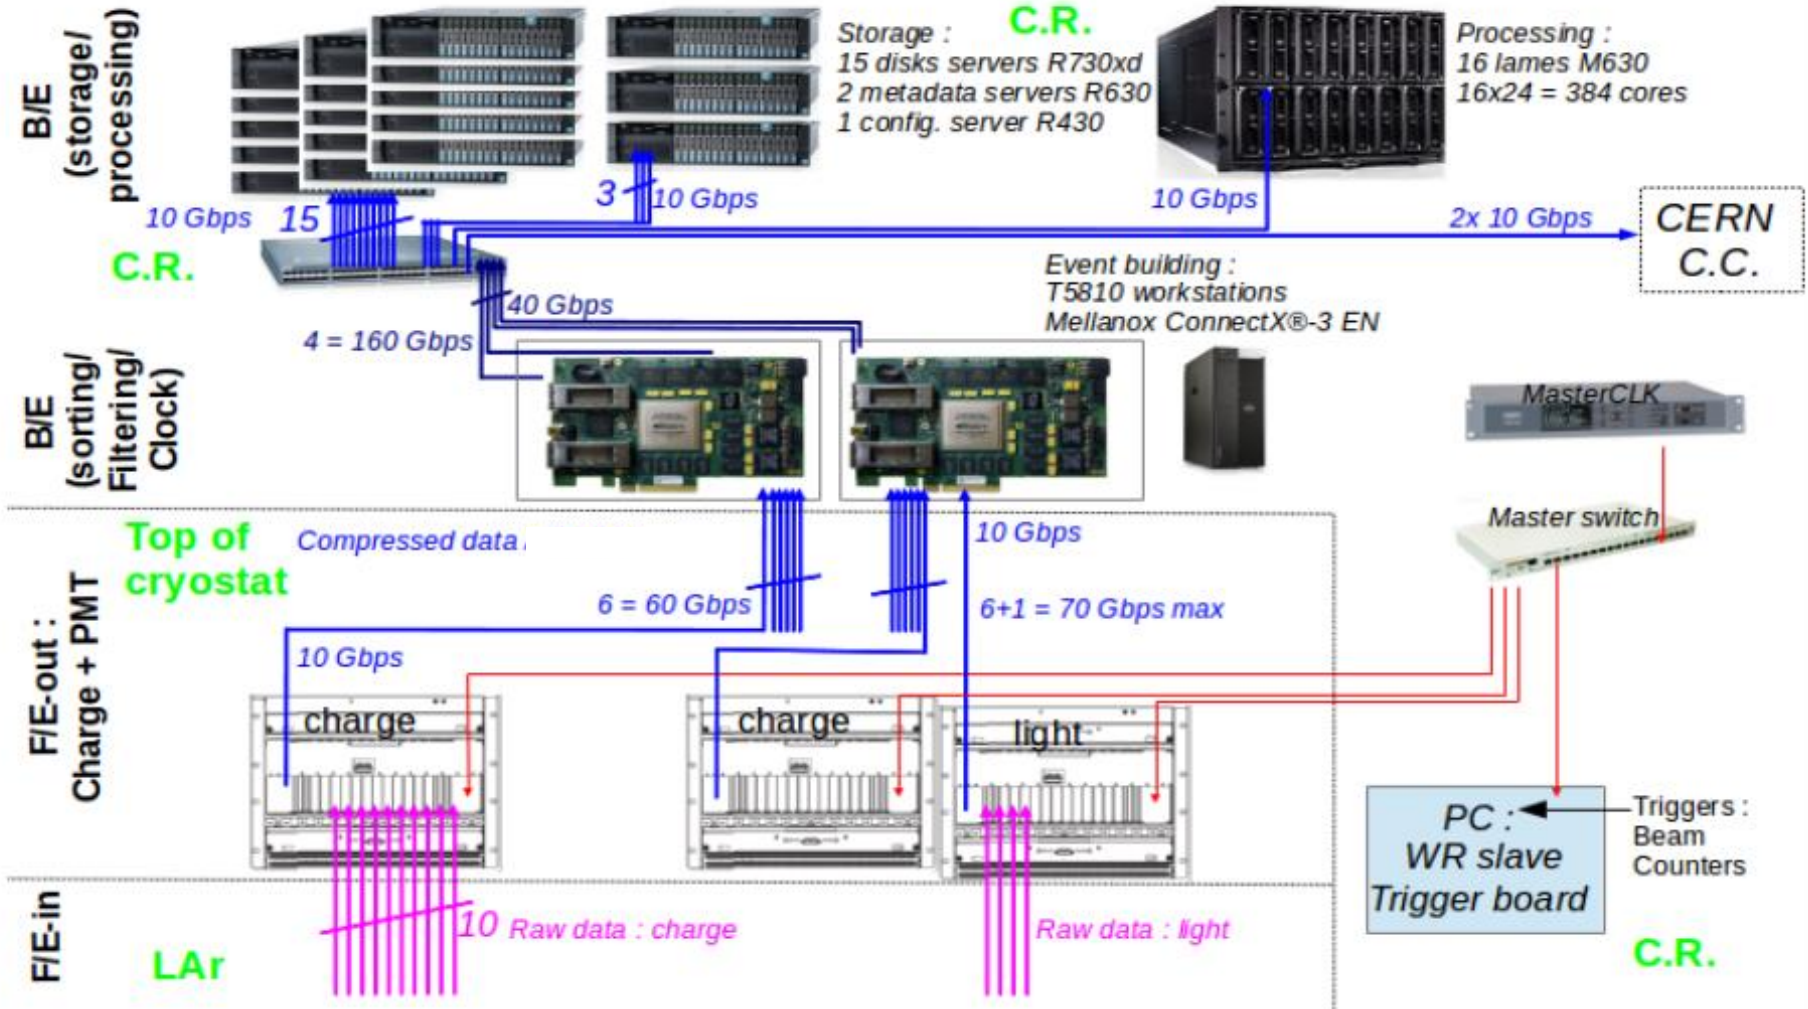 B/E
(storage/
processing)
C.R.
Storage :
15 disks servers R730xd
2 metadata servers R630
1 config. server R430
Processing :
16 lames M630
16x24 = 384 cores
10 Gbps
15
3
10 Gbps
10 Gbps
2x 10 Gbps
CERN
C.C.
C.R.
40 Gbps
4 = 160 Gbps
Event building :
T5810 workstations
Mellanox ConnectX®-3 EN
B/E
(sorting/
Filtering/
Clock)
MasterCLK
Master switch
Top of
cryostat
Compressed data
10 Gbps
6 = 60 Gbps
6+1 = 70 Gbps max
10 Gbps
F/E-out :
Charge + PMT
charge
charge
light
PC :
WR slave
Trigger board
Triggers :
Beam
Counters
F/E-in
LAr
10
Raw data : charge
Raw data : light
C.R.